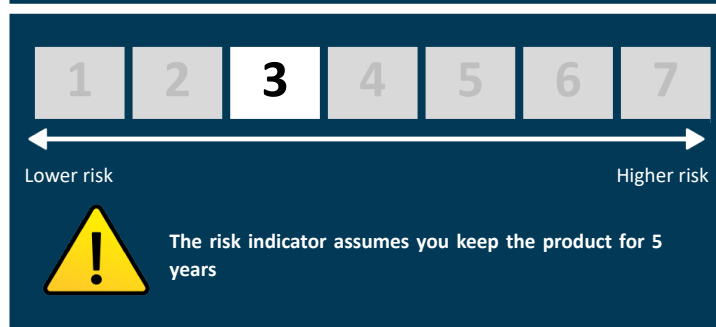 1 2 3 4 5 6 7
Lower risk Higher risk
The risk indicator assumes you keep the product for 5
years